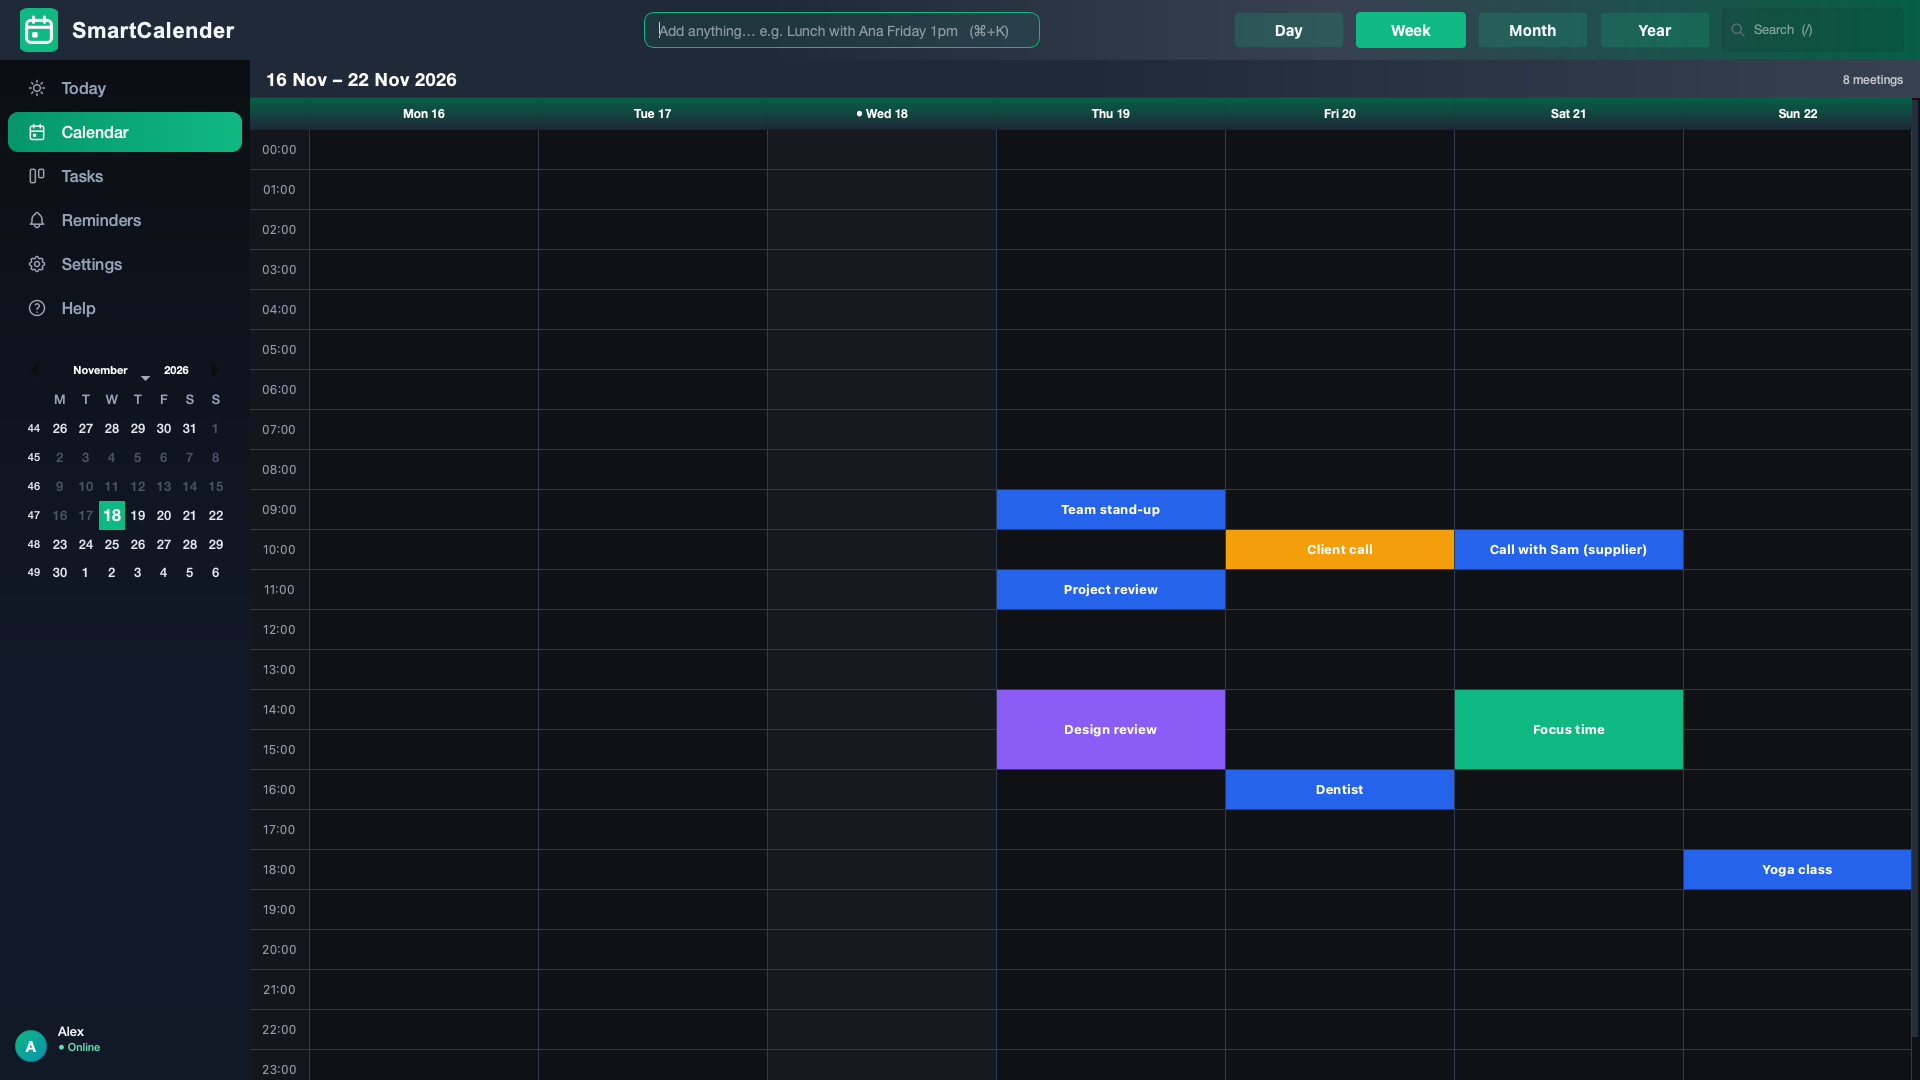 SmartCalender
Add anything… e.g. Lunch with Ana Friday 1pm (⌘+K)
Day
Week
Month
Year
Search (/)
Today
Calendar
Tasks
Reminders
Settings
Help
November 2026
M T W T F S S
44 26 27 28 29 30 31 1
45 2 3 4 5 6 7 8
46 9 10 11 12 13 14 15
47 16 17 18 19 20 21 22
48 23 24 25 26 27 28 29
49 30 1 2 3 4 5 6
A
Alex
• Online
16 Nov – 22 Nov 2026
8 meetings
Mon 16
Tue 17
• Wed 18
Thu 19
Fri 20
Sat 21
Sun 22
00:00
01:00
02:00
03:00
04:00
05:00
06:00
07:00
08:00
09:00
Team stand-up
10:00
Client call
Call with Sam (supplier)
11:00
Project review
12:00
13:00
14:00
Design review
Focus time
15:00
16:00
Dentist
17:00
18:00
Yoga class
19:00
20:00
21:00
22:00
23:00